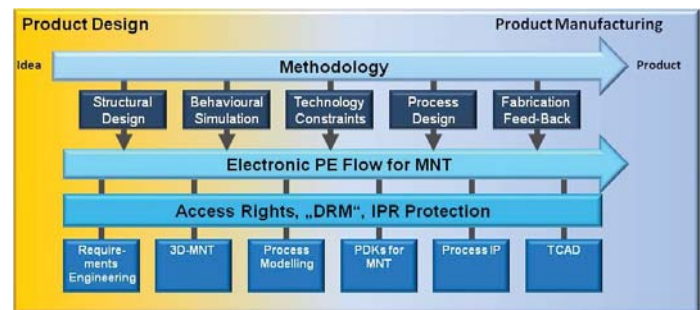 Product Design
Product Manufacturing
Idea
Methodology
Product
Structural
Design
Behavioural
Simulation
Technology
Constraints
Process
Design
Fabrication
Feed-Back
Electronic PE Flow for MNT
Access Rights, „DRM“, IPR Protection
Require-
ments
Engineering
3D-MNT
Process
Modelling
PDKs for
MNT
Process IP
TCAD